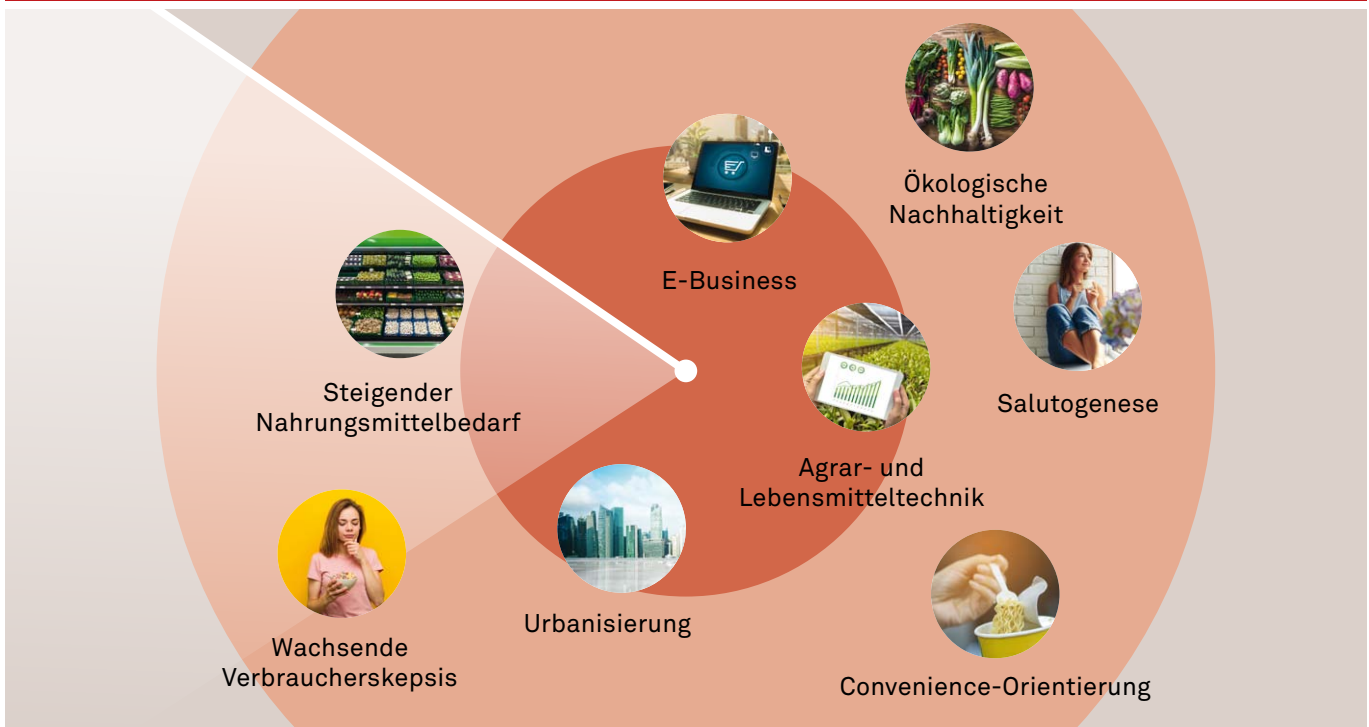 Ökologische
Nachhaltigkeit
E-Business
Steigender
Nahrungsmittelbedarf
Salutogenese
Agrar- und
Lebensmitteltechnik
Urbanisierung
Wachsende
Verbraucherskepsis
Convenience-Orientierung